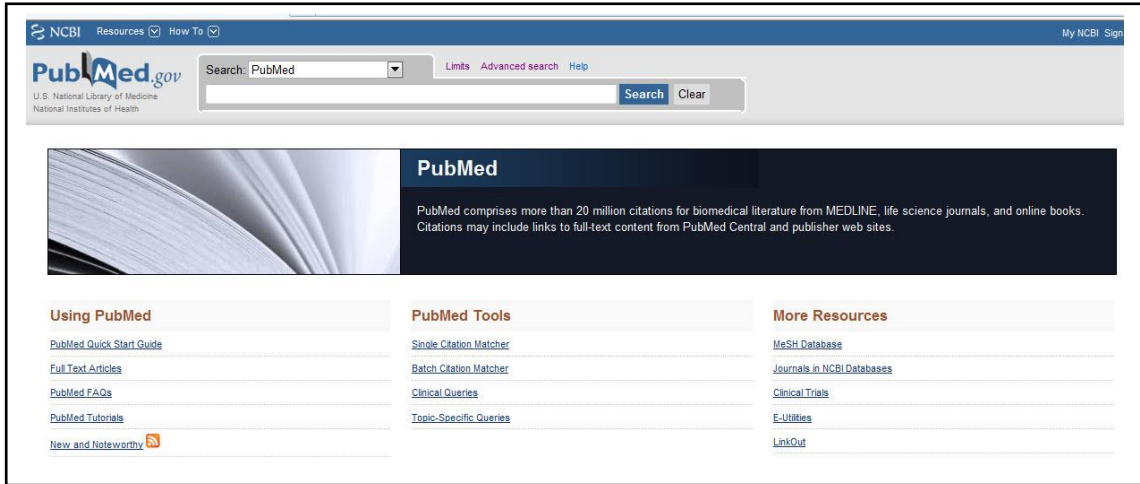 NCBI Resources How To My NCBI Sign
PubMed.gov
U.S. National Library of Medicine
National Institutes of Health
Search: PubMed
Limits Advanced search Help
Search Clear
PubMed
PubMed comprises more than 20 million citations for biomedical literature from MEDLINE, life science journals, and online books.
Citations may include links to full-text content from PubMed Central and publisher web sites.
Using PubMed
PubMed Quick Start Guide
Full Text Articles
PubMed FAQs
PubMed Tutorials
New and Noteworthy
PubMed Tools
Single Citation Matcher
Batch Citation Matcher
Clinical Queries
Topic-Specific Queries
More Resources
MeSH Database
Journals in NCBI Databases
Clinical Trials
E-Utilities
LinkOut